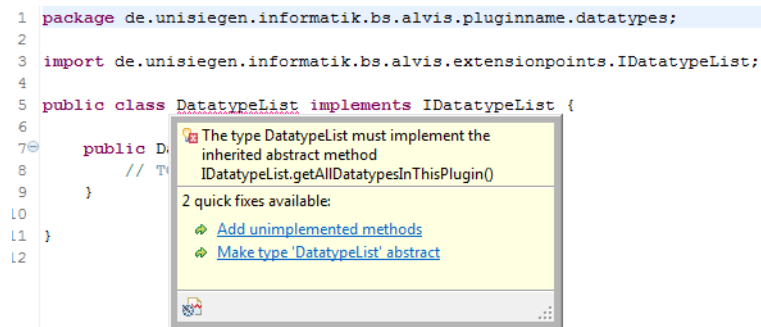 1 package de.unisiegen.informatik.bs.alvis.pluginname.datatypes;
2
3 import de.unisiegen.informatik.bs.alvis.extensionpoints.IDatatypeList;
4
5 public class DatatypeList implements IDatatypeList {
6
7 public D
8 // T
9 }
10
11 }
12
The type DatatypeList must implement the
inherited abstract method
IDatatypeList.getAllDatatypesInThisPlugin()
2 quick fixes available:
Add unimplemented methods
Make type 'DatatypeList' abstract